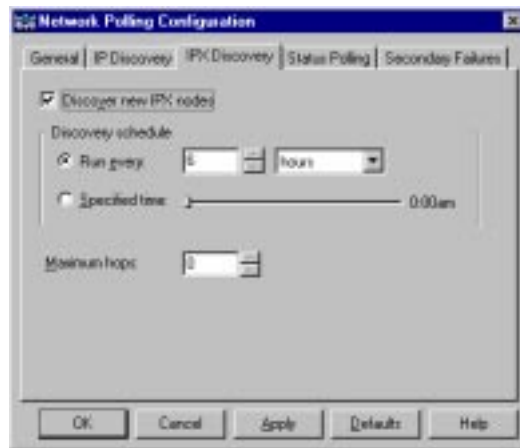 Network Polling Configuration
General IP Discovery IPX Discovery Status Polling Secondary Failures
Discover new IPX nodes
Discovery schedule
Run every: 6 hours
Specified time: 0:00am
Maximum hops: 0
OK Cancel Apply Defaults Help